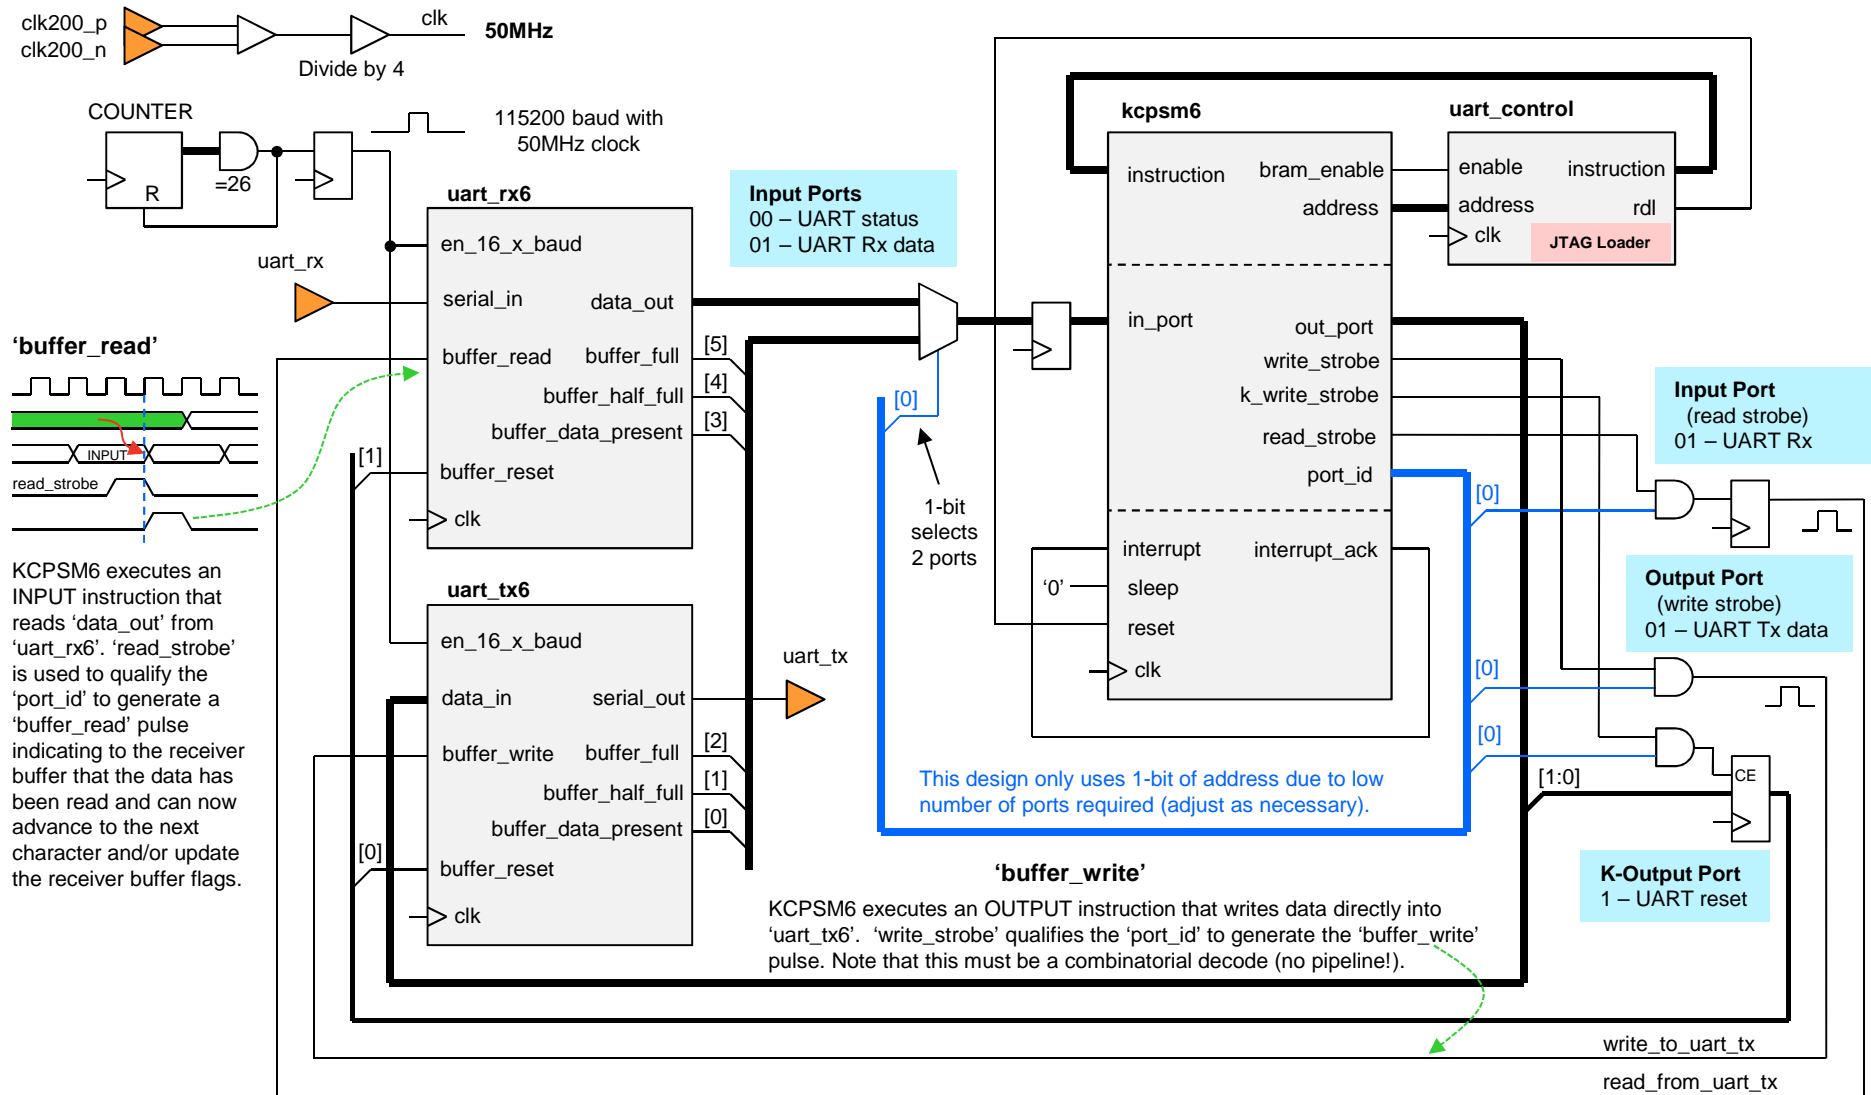 clk200_p
clk200_n
clk
50MHz
Divide by 4
COUNTER
R
=26
115200 baud with
50MHz clock
uart_rx
uart_rx6
en_16_x_baud
serial_in
data_out
buffer_read
buffer_full
[5]
buffer_half_full
[4]
buffer_data_present
[3]
[1]
buffer_reset
clk
Input Ports
00 – UART status
01 – UART Rx data
[0]
1-bit
selects
2 ports
kcpsm6
instruction
bram_enable
address
in_port
out_port
write_strobe
k_write_strobe
read_strobe
port_id
interrupt
interrupt_ack
‘0’
sleep
reset
clk
uart_control
enable
instruction
address
rdl
clk
JTAG Loader
Input Port
(read strobe)
01 – UART Rx
[0]
Output Port
(write strobe)
01 – UART Tx data
[0]
[0]
CE
[1:0]
K-Output Port
1 – UART reset
‘buffer_read’
INPUT
read_strobe
KCPSM6 executes an
INPUT instruction that
reads ‘data_out’ from
‘uart_rx6’. ‘read_strobe’
is used to qualify the
‘port_id’ to generate a
‘buffer_read’ pulse
indicating to the receiver
buffer that the data has
been read and can now
advance to the next
character and/or update
the receiver buffer flags.
uart_tx6
en_16_x_baud
data_in
serial_out
uart_tx
buffer_write
buffer_full
[2]
buffer_half_full
[1]
buffer_data_present
[0]
[0]
buffer_reset
clk
This design only uses 1-bit of address due to low
number of ports required (adjust as necessary).
‘buffer_write’
KCPSM6 executes an OUTPUT instruction that writes data directly into
‘uart_tx6’.  ‘write_strobe’ qualifies the ‘port_id’ to generate the ‘buffer_write’
pulse. Note that this must be a combinatorial decode (no pipeline!).
write_to_uart_tx
read_from_uart_tx